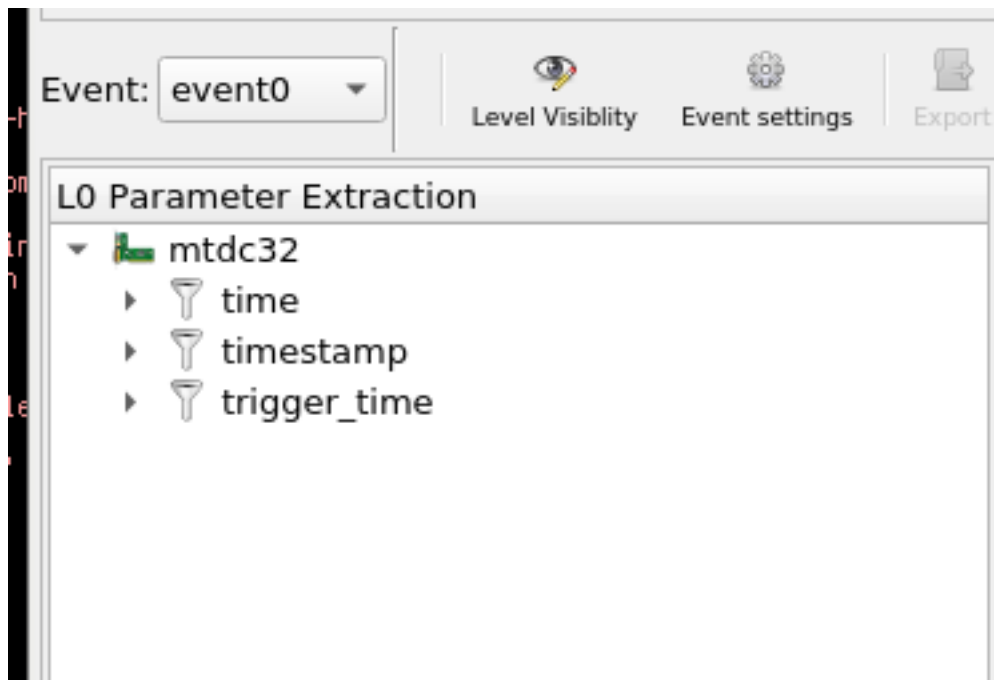 Event: event0
Level Visiblity
Event settings
Export
L0 Parameter Extraction
mtdc32
time
timestamp
trigger_time